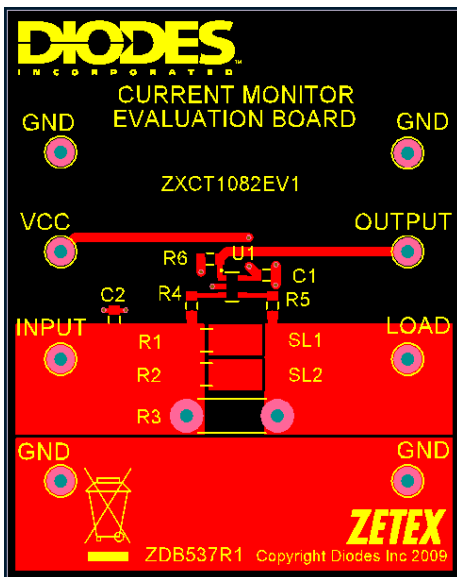 DIODES™
INCORPORATED
CURRENT MONITOR
EVALUATION BOARD
GND
GND
ZXCT1082EV1
VCC
OUTPUT
U1
R6
C1
C2
R4
R5
INPUT
LOAD
R1
SL1
R2
SL2
R3
GND
GND
ZETEX
ZDB537R1
Copyright Diodes Inc 2009